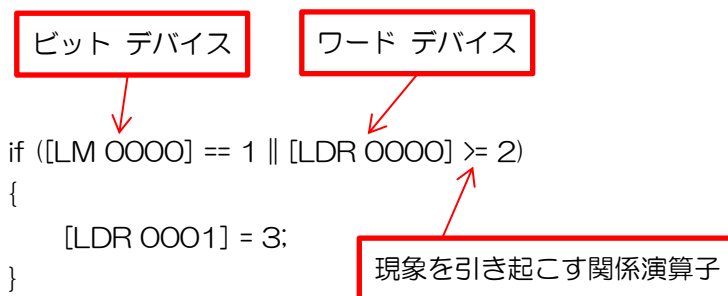 ビット デバイス
ワード デバイス
if ([LM 0000] == 1 || [LDR 0000] >= 2)
{
[LDR 0001] = 3;
}
現象を引き起こす関係演算子